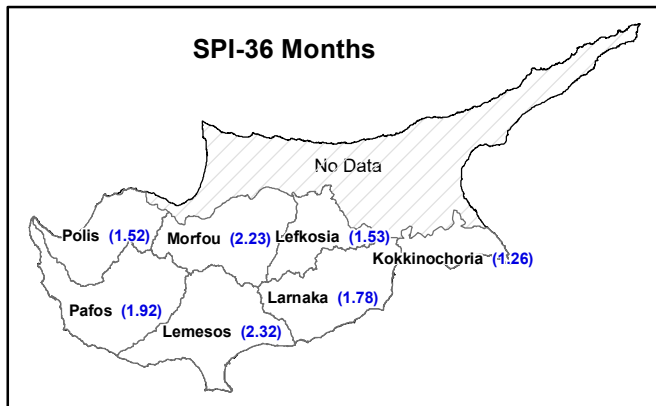 SPI-36 Months
No Data
Polis (1.52)
Morfou (2.23)
Lefkosia (1.53)
Kokkinochoria (1.26)
Pafos (1.92)
Larnaka (1.78)
Lemesos (2.32)